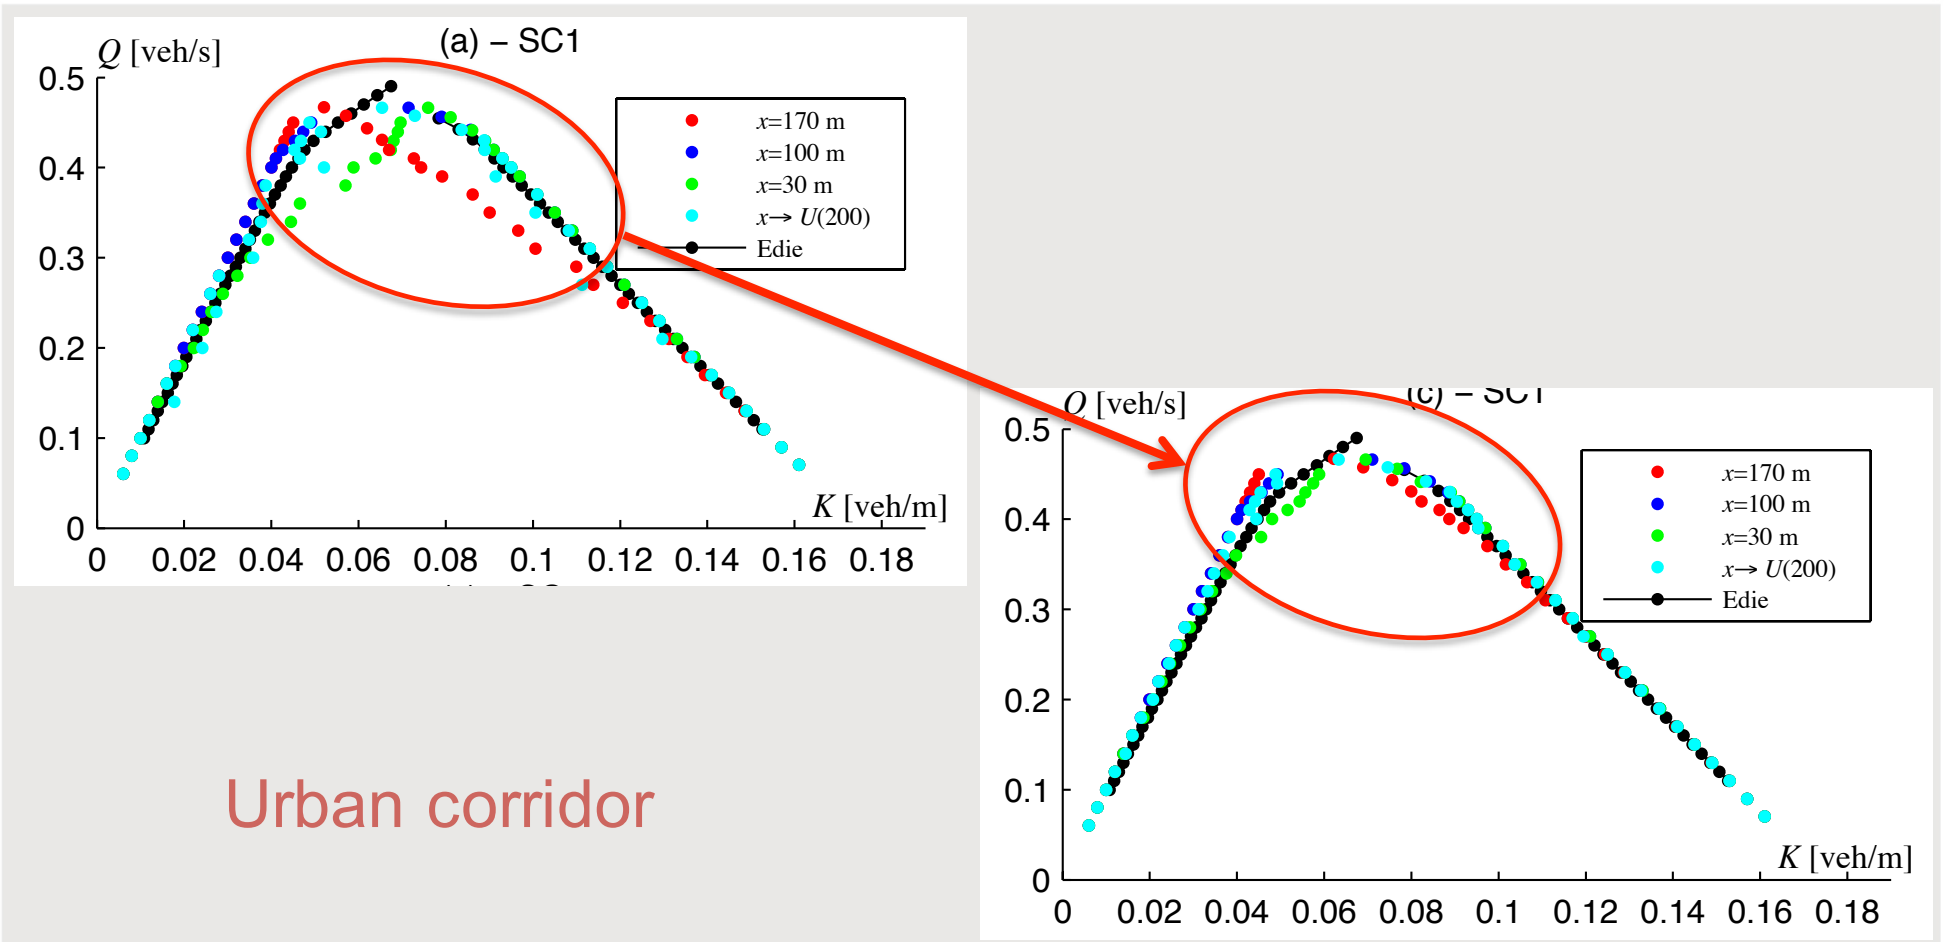 (a) – SC1
Q [veh/s]
0.5
0.4
0.3
0.2
0.1
0
x=170 m
x=100 m
x=30 m
x→ U(200)
Edie
K [veh/m]
0 0.02 0.04 0.06 0.08 0.1 0.12 0.14 0.16 0.18
(c) – SC1
Q [veh/s]
0.5
0.4
0.3
0.2
0.1
0
x=170 m
x=100 m
x=30 m
x→ U(200)
Edie
K [veh/m]
0 0.02 0.04 0.06 0.08 0.1 0.12 0.14 0.16 0.18
Urban corridor